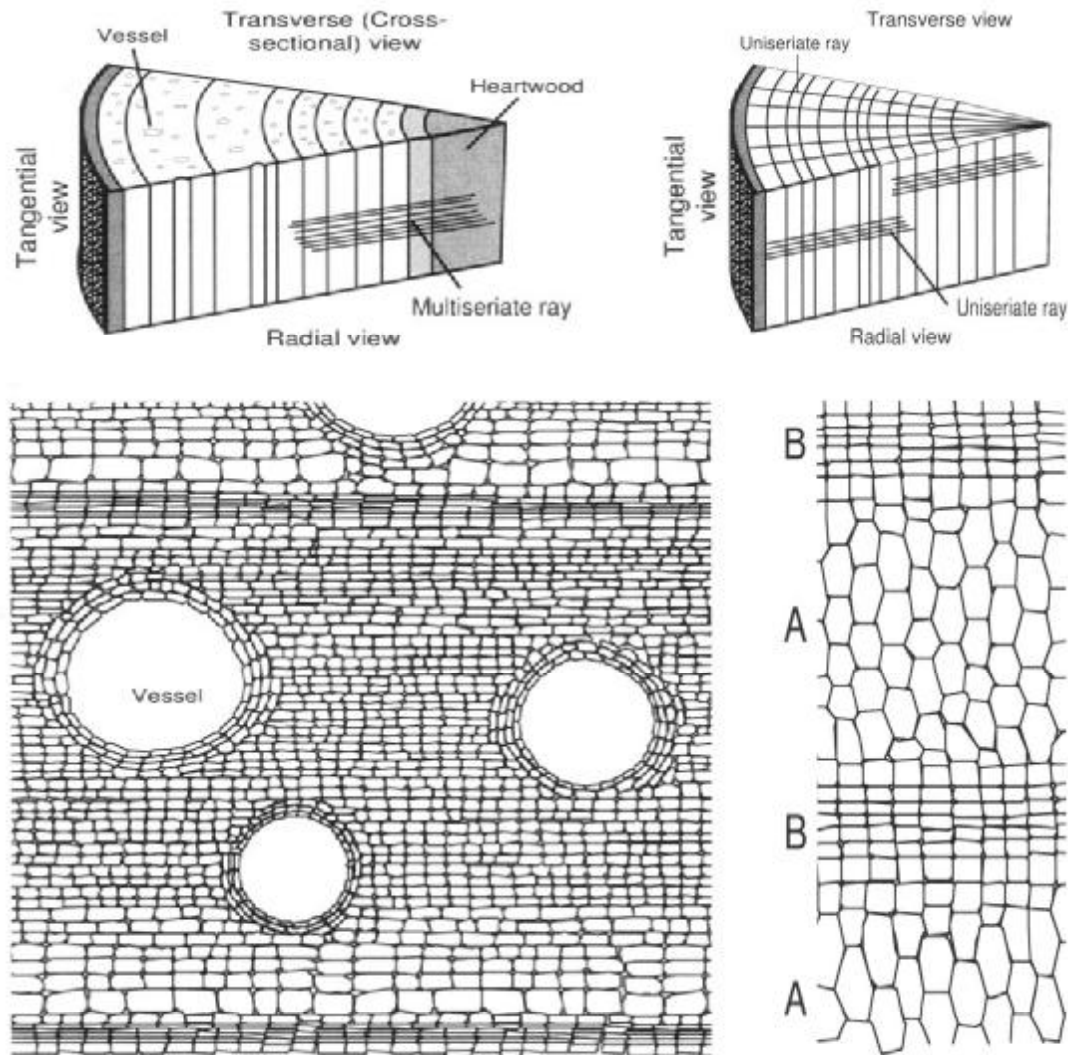 Transverse (Cross-
sectional) view
Vessel
Heartwood
Tangential
view
Multiseriate ray
Radial view
Transverse view
Uniseriate ray
Tangential
view
Uniseriate ray
Radial view
Vessel
B
A
B
A